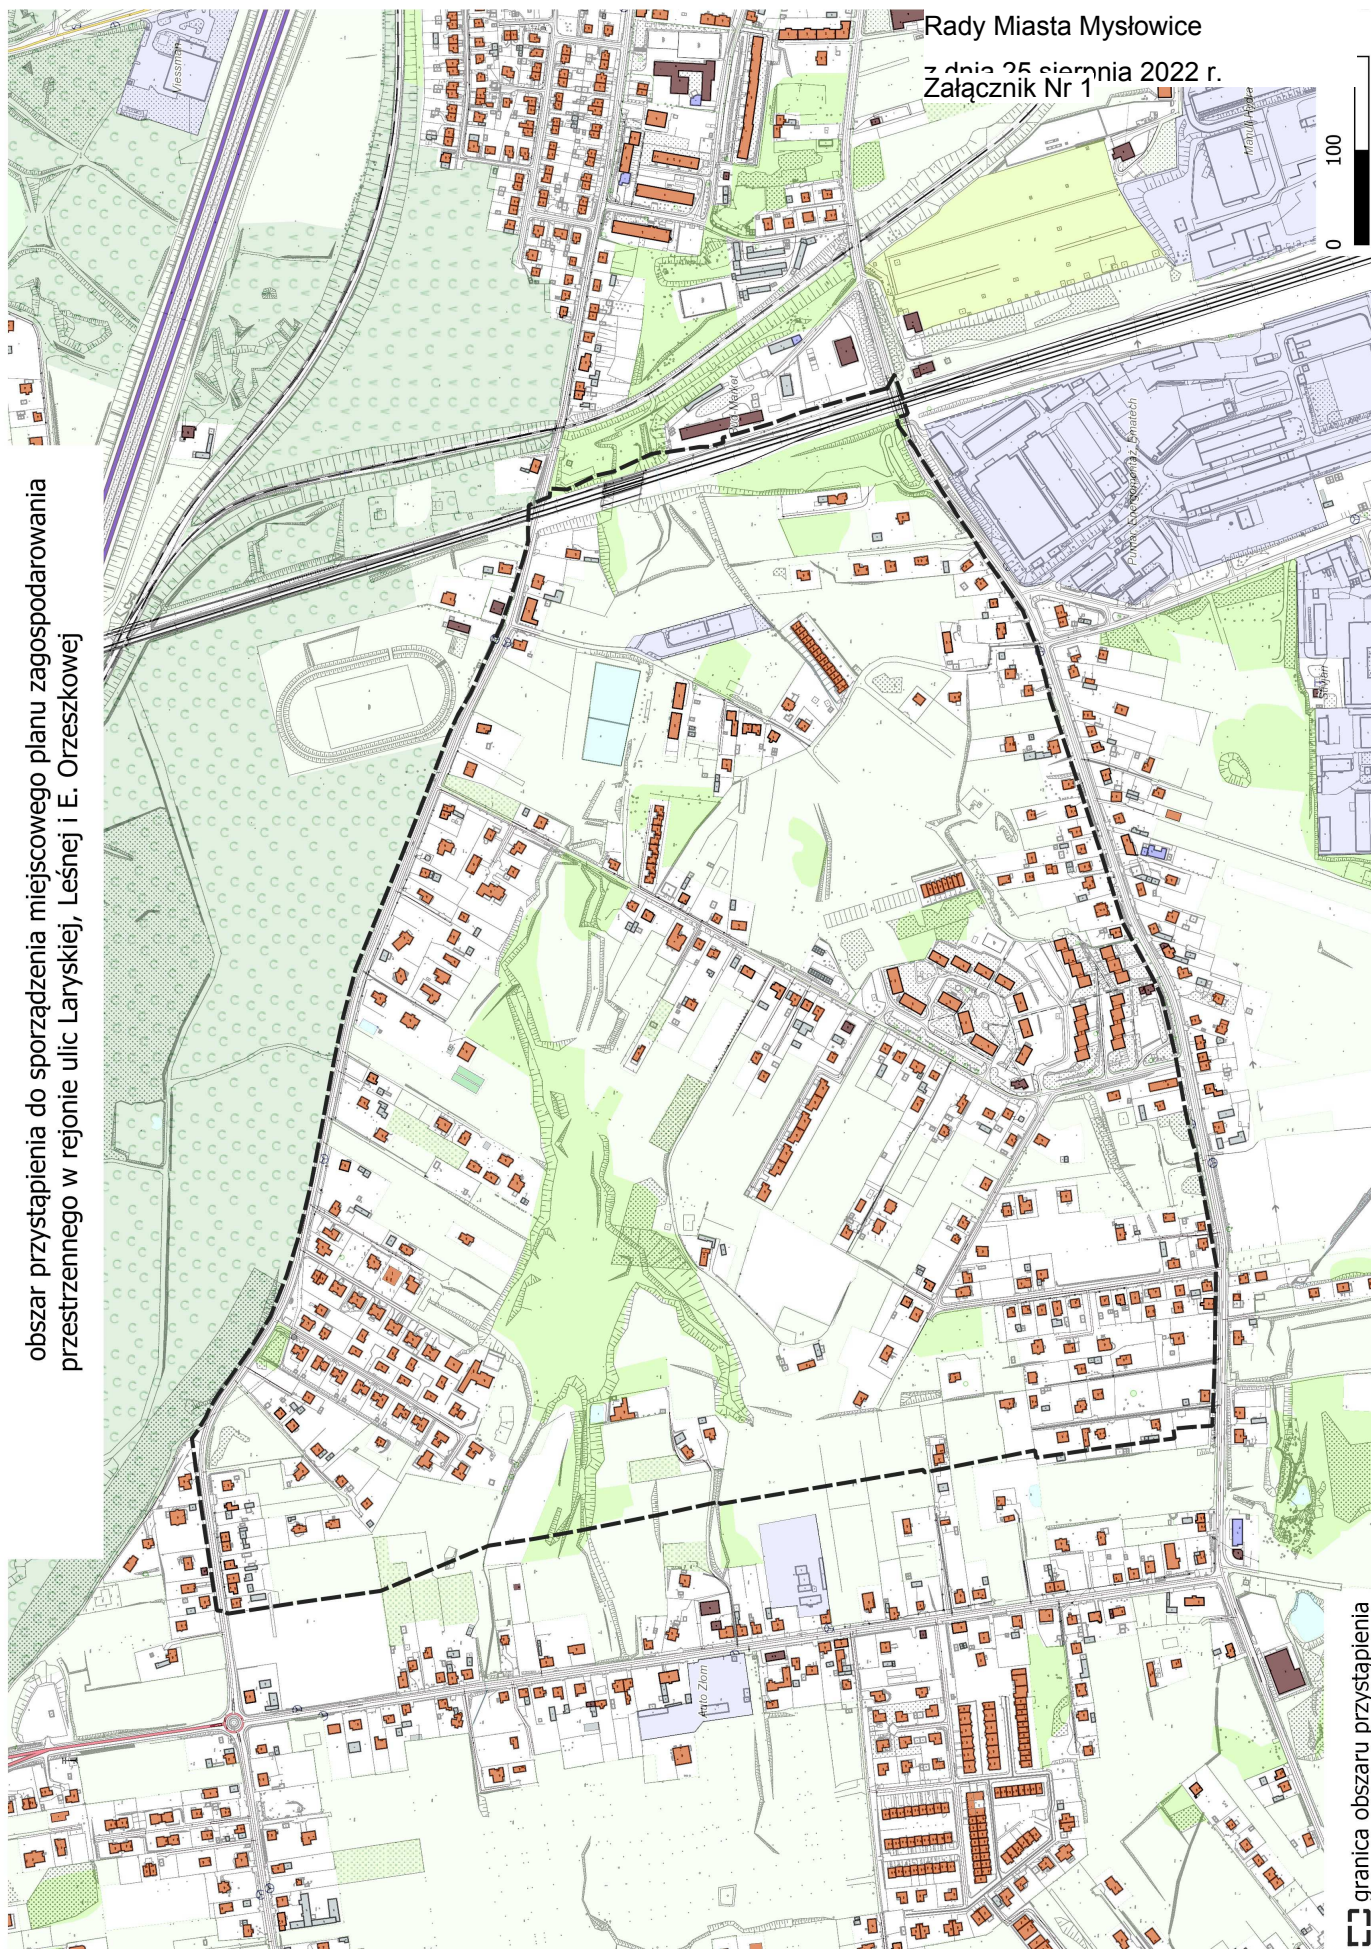 Rady Miasta Mysłowice
z dnia 25 sierpnia 2022 r.
Załącznik Nr 1
obszar przystąpienia do sporządzenia miejscowego planu zagospodarowania
przestrzennego w rejonie ulic Laryskiej, Leśnej i E. Orzeszkowej
Viessman
Auto Złom
0 100
granica obszaru przystąpienia